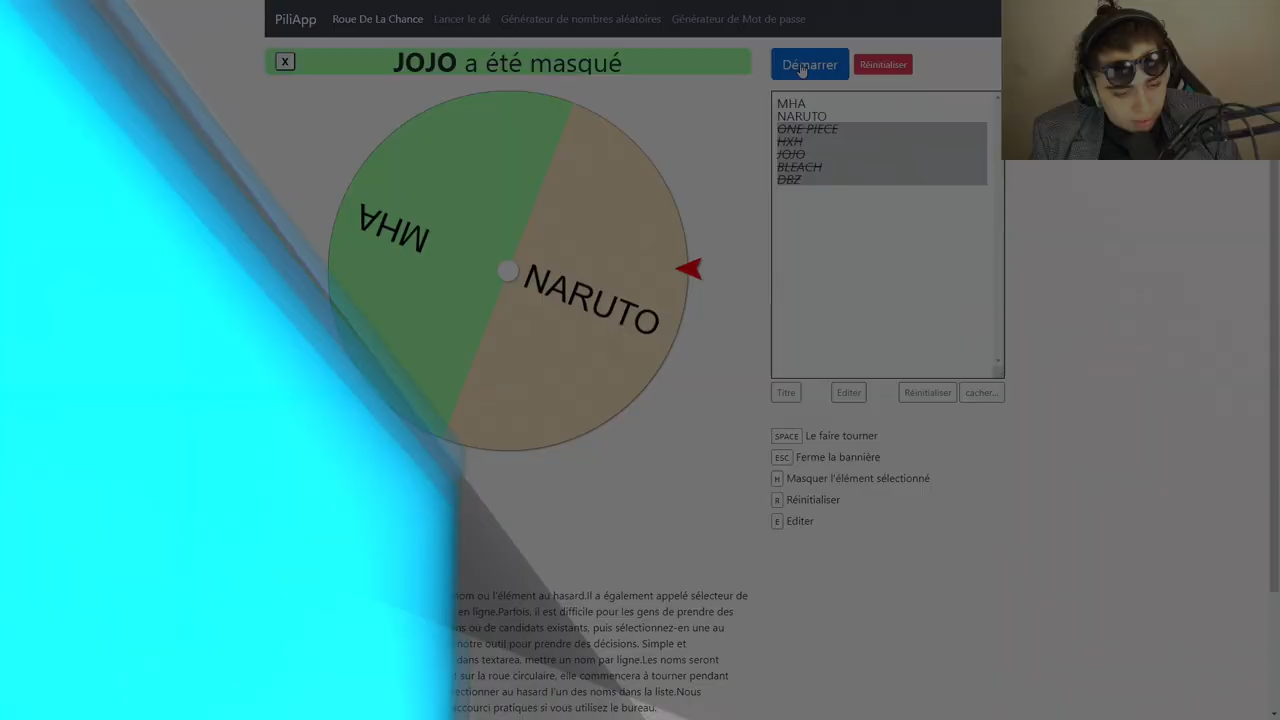 PiliApp Roue De La Chance Lancer le dé Générateur de nombres aléatoires Générateur de Mot de passe
X JOJO a été masqué Démarrer Réinitialiser
MHA
NARUTO
ONE PIECE
HXH
JOJO
BLEACH
DBZ
MHA
NARUTO
Titre Editer Réinitialiser cacher...
SPACE Le faire tourner
ESC Ferme la bannière
H Masquer l'élément sélectionné
R Réinitialiser
E Editer
nom ou l'élément au hasard.Il a également appelé sélecteur de
en ligne.Parfois, il est difficile pour les gens de prendre des
ns ou de candidats existants, puis sélectionnez-en une au
notre outil pour prendre des décisions. Simple et
dans textarea, mettre un nom par ligne.Les noms seront
t sur la roue circulaire, elle commencera à tourner pendant
ectionner au hasard l'un des noms dans la liste.Nous
accourci pratiques si vous utilisez le bureau.